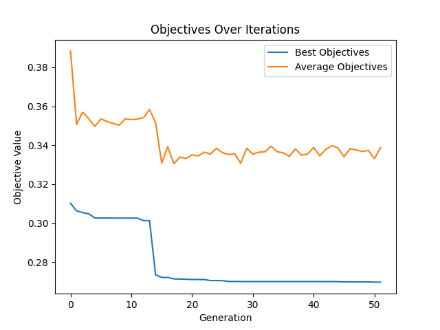 Objectives Over Iterations
Best Objectives
Average Objectives
Objective Value
0.38
0.36
0.34
0.32
0.30
0.28
0
10
20
30
40
50
Generation